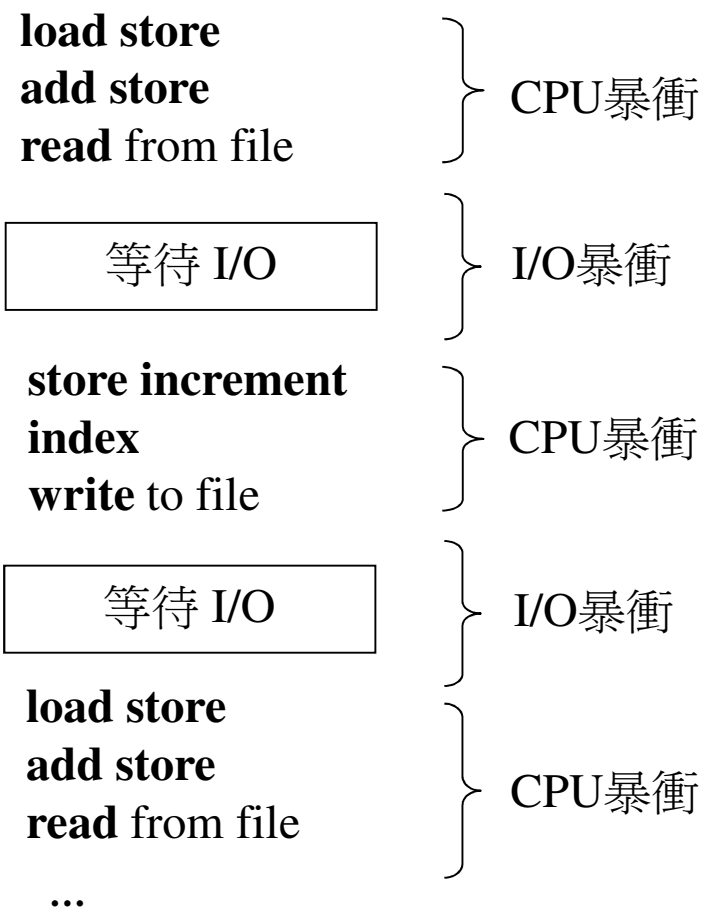 load store
add store
read from file
CPU暴衝
等待 I/O
I/O暴衝
store increment
index
write to file
CPU暴衝
等待 I/O
I/O暴衝
load store
add store
read from file
CPU暴衝
...